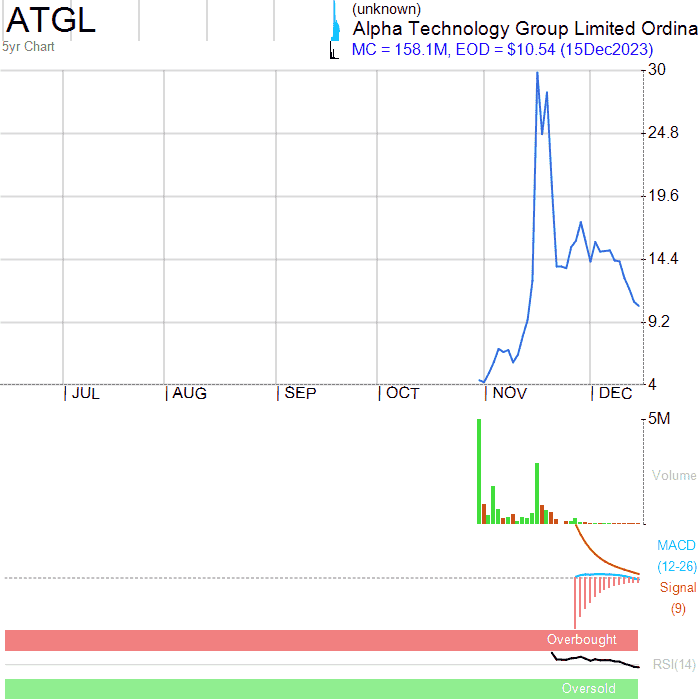 ATGL
(unknown)
Alpha Technology Group Limited Ordina
5yr Chart
MC = 158.1M, EOD = $10.54 (15Dec2023)
30
24.8
19.6
14.4
9.2
4
JUL AUG SEP OCT NOV DEC
5M
Volume
MACD
(12-26)
Signal
(9)
Overbought
RSI(14)
Oversold